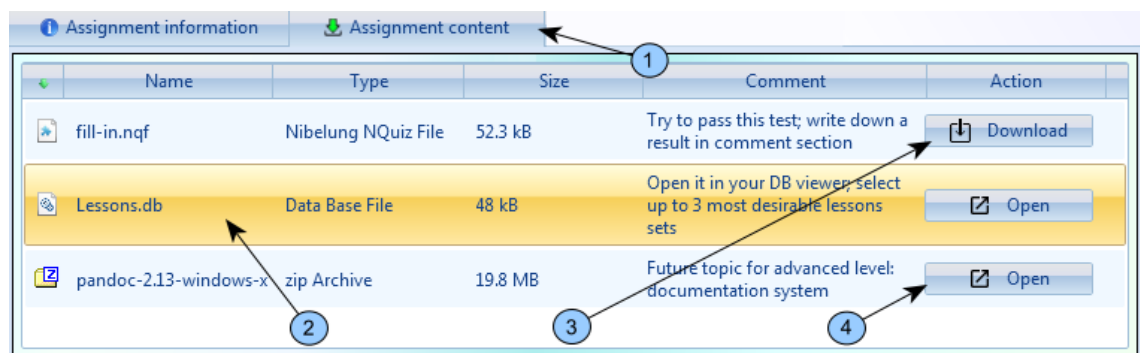 Assignment information
Assignment content
1
Name Type Size Comment Action
fill-in.nqf Nibelung NQuiz File 52.3 kB Try to pass this test; write down a
result in comment section
Download
Lessons.db Data Base File 48 kB Open it in your DB viewer; select
up to 3 most desirable lessons
sets
Open
pandoc-2.13-windows-x zip Archive 19.8 MB Future topic for advanced level:
documentation system
Open
2
3
4